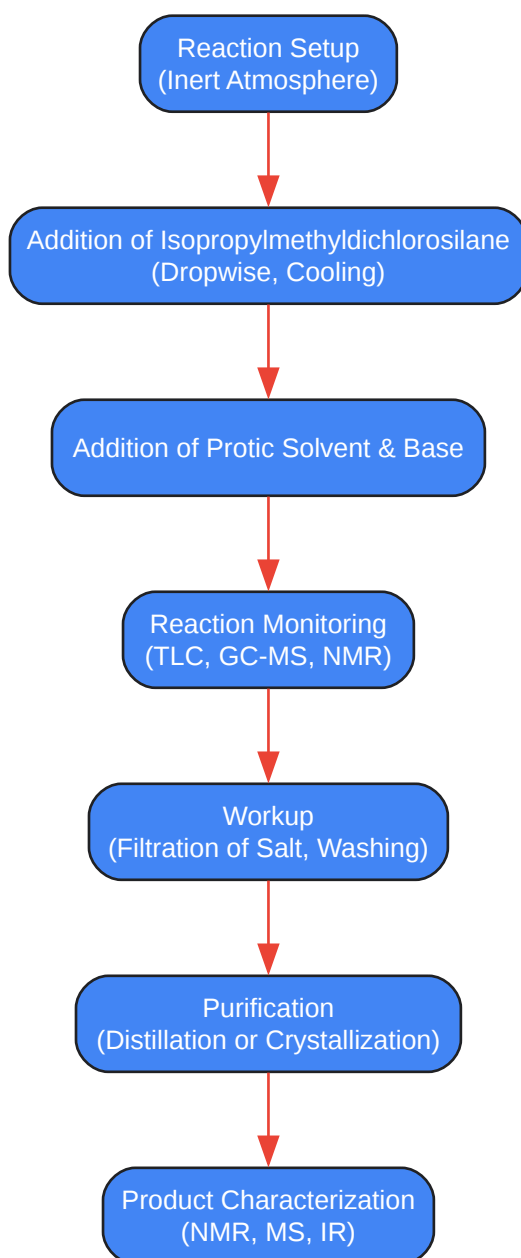 Reaction Setup
(Inert Atmosphere)
Addition of Isopropylmethyldichlorosilane
(Dropwise, Cooling)
Addition of Protic Solvent & Base
Reaction Monitoring
(TLC, GC-MS, NMR)
Workup
(Filtration of Salt, Washing)
Purification
(Distillation or Crystallization)
Product Characterization
(NMR, MS, IR)